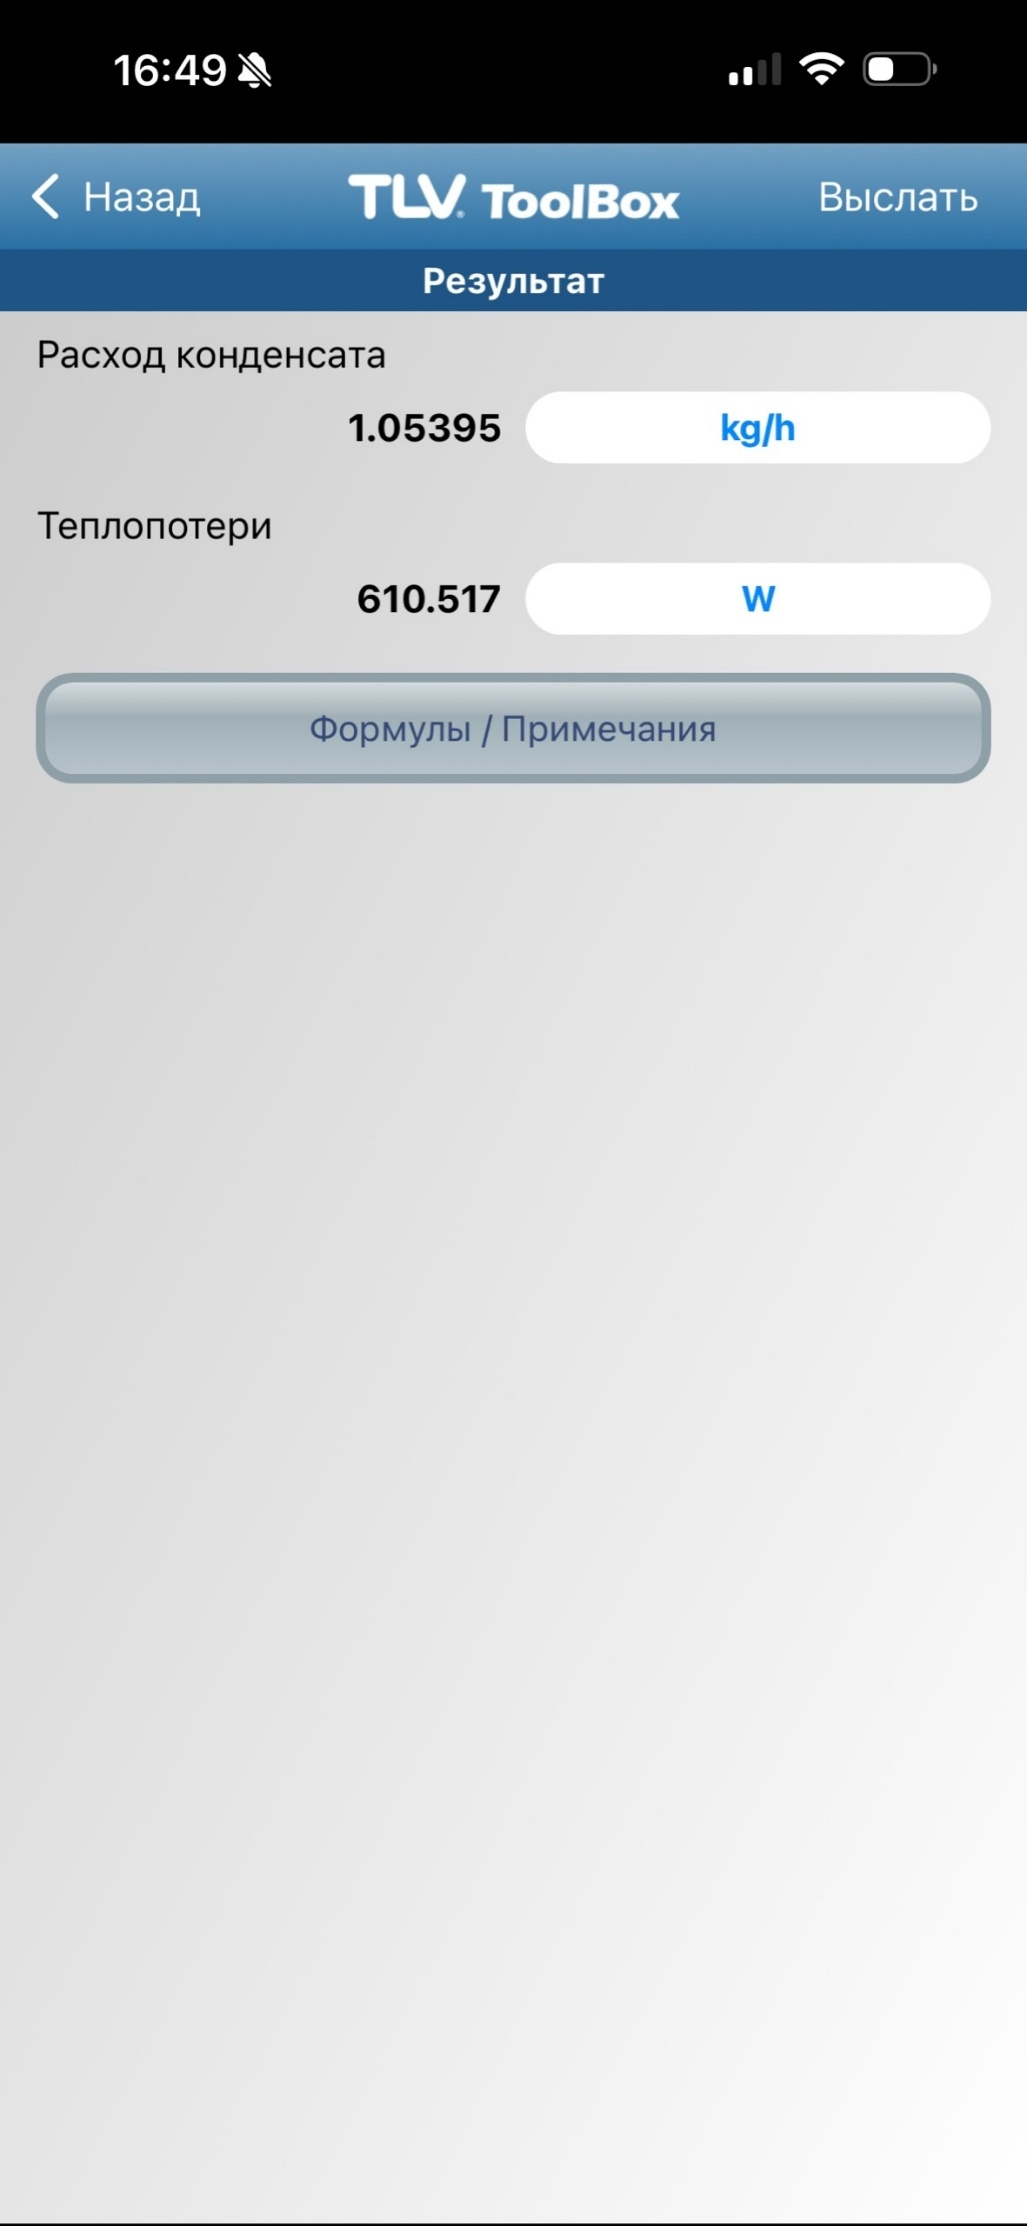 16:49
Назад TLV® ToolBox Выслать
Результат
Расход конденсата
1.05395 kg/h
Теплопотери
610.517 W
Формулы / Примечания